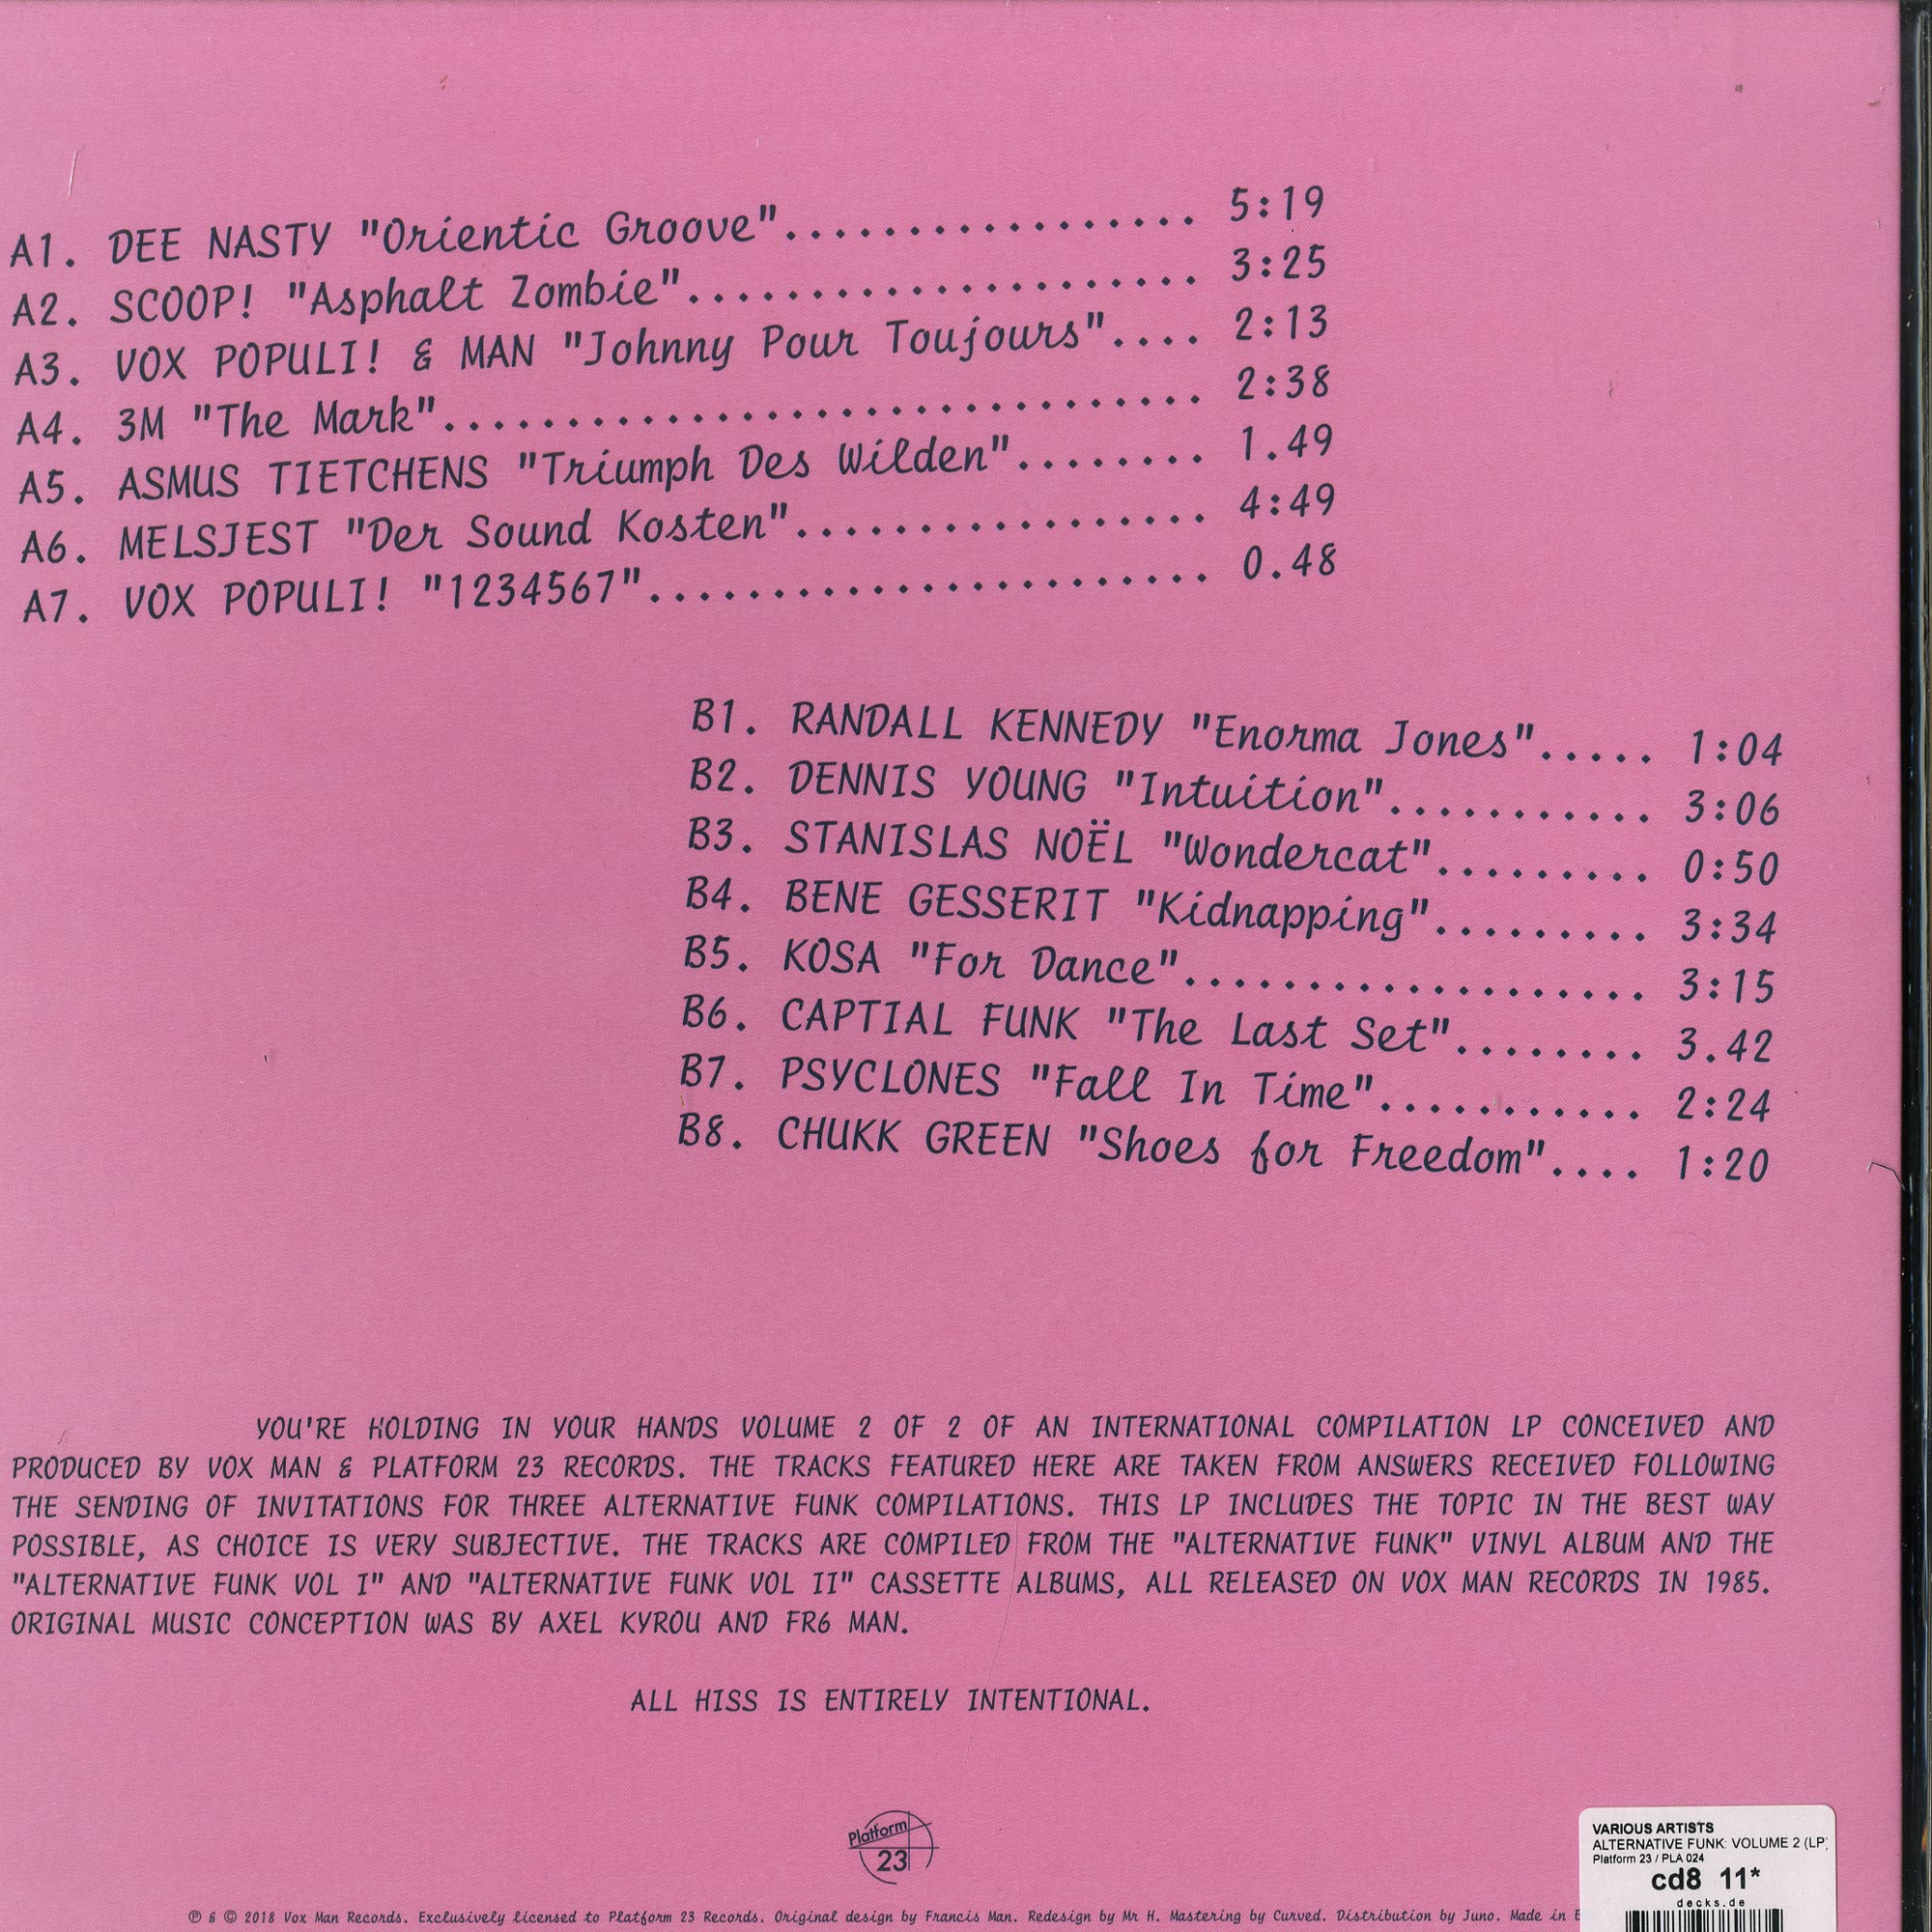 A1. DEE NASTY "Orientic Groove"................. 5:19
A2. SCOOP! "Asphalt Zombie"..................... 3:25
A3. VOX POPULI! & MAN "Johnny Pour Toujours".... 2:13
A4. 3M "The Mark"............................... 2:38
A5. ASMUS TIETCHENS "Triumph Des Wilden"........ 1.49
A6. MELSJEST "Der Sound Kosten"................. 4:49
A7. VOX POPULI! "1234567"....................... 0.48
B1. RANDALL KENNEDY "Enorma Jones"..... 1:04
B2. DENNIS YOUNG "Intuition"........... 3:06
B3. STANISLAS NOËL "Wondercat"......... 0:50
B4. BENE GESSERIT "Kidnapping"......... 3:34
B5. KOSA "For Dance"................... 3:15
B6. CAPTIAL FUNK "The Last Set"........ 3.42
B7. PSYCLONES "Fall In Time"........... 2:24
B8. CHUKK GREEN "Shoes for Freedom".... 1:20
YOU'RE HOLDING IN YOUR HANDS VOLUME 2 OF 2 OF AN INTERNATIONAL COMPILATION LP CONCEIVED AND
PRODUCED BY VOX MAN & PLATFORM 23 RECORDS. THE TRACKS FEATURED HERE ARE TAKEN FROM ANSWERS RECEIVED FOLLOWING
THE SENDING OF INVITATIONS FOR THREE ALTERNATIVE FUNK COMPILATIONS. THIS LP INCLUDES THE TOPIC IN THE BEST WAY
POSSIBLE, AS CHOICE IS VERY SUBJECTIVE. THE TRACKS ARE COMPILED FROM THE "ALTERNATIVE FUNK" VINYL ALBUM AND THE
"ALTERNATIVE FUNK VOL I" AND "ALTERNATIVE FUNK VOL II" CASSETTE ALBUMS, ALL RELEASED ON VOX MAN RECORDS IN 1985.
ORIGINAL MUSIC CONCEPTION WAS BY AXEL KYROU AND FR6 MAN.
ALL HISS IS ENTIRELY INTENTIONAL.
Platform
23
℗ & © 2018 Vox Man Records. Exclusively licensed to Platform 23 Records. Original design by Francis Man. Redesign by Mr H. Mastering by Curved. Distribution by Juno. Made in
VARIOUS ARTISTS
ALTERNATIVE FUNK: VOLUME 2 (LP)
Platform 23 / PLA 024
cd8 11*
decks.de